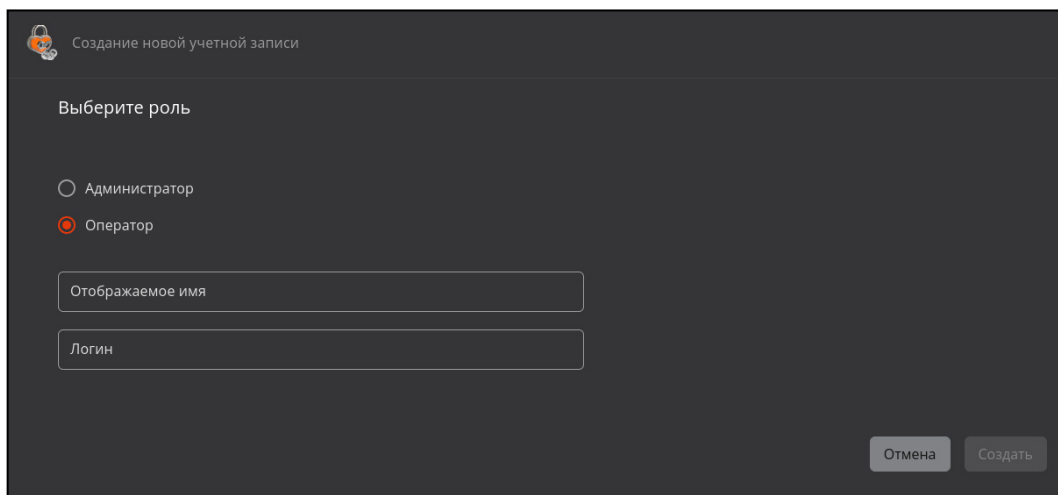 Создание новой учетной записи
Выберите роль
Администратор
Оператор
Отображаемое имя
Логин
Отмена Создать